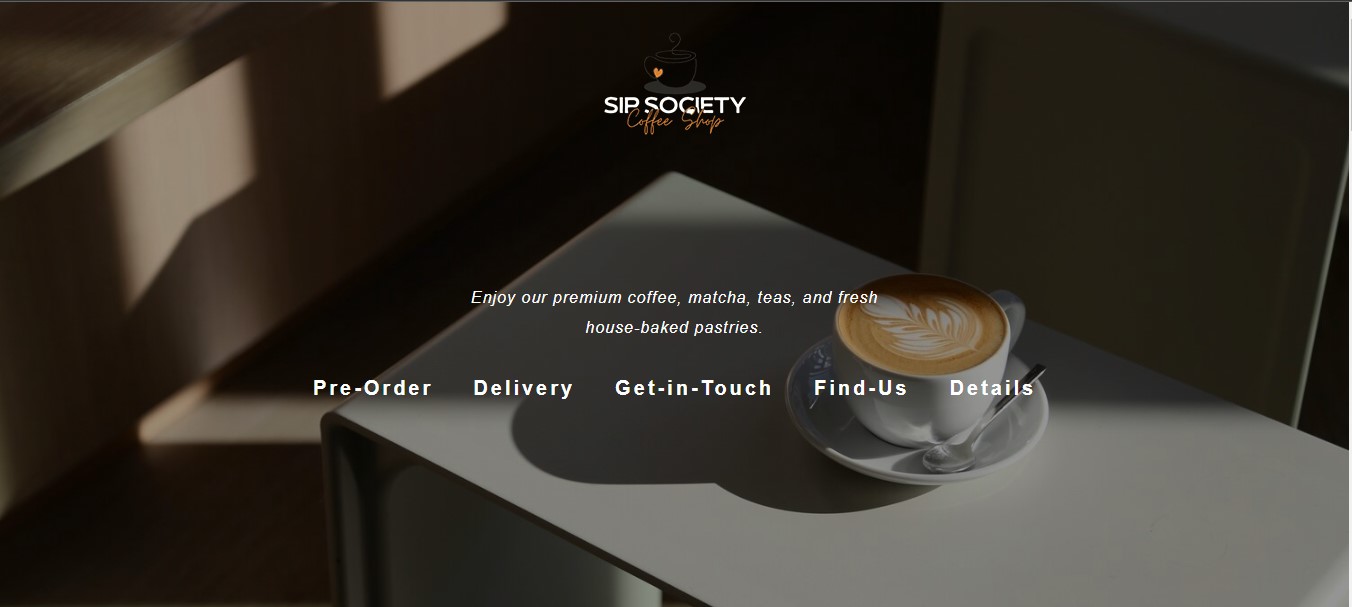 SIP SOCIETY
Coffee Shop
Enjoy our premium coffee, matcha, teas, and fresh
house-baked pastries.
Pre-Order Delivery Get-in-Touch Find-Us Details